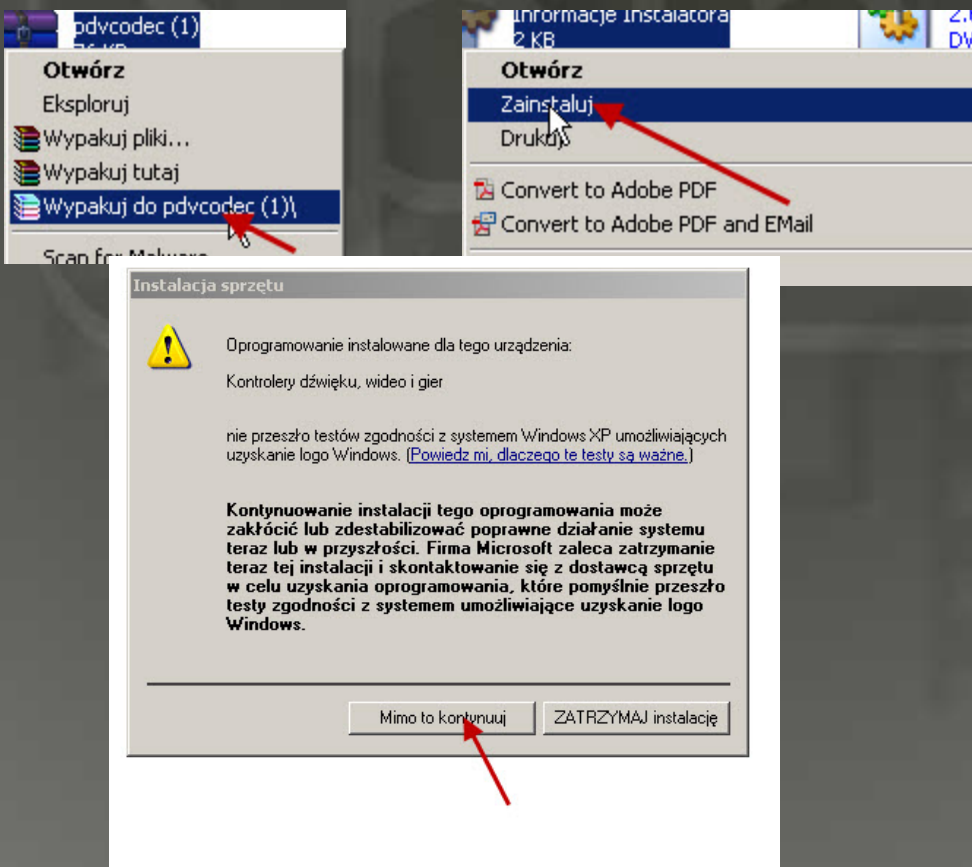 pdvcodec (1)
76 KB
Otwórz
Eksploruj
Wypakuj pliki...
Wypakuj tutaj
Wypakuj do pdvcodec (1)\
Scan for Malware
Informacje Instalatora
2 KB
Otwórz
Zainstaluj
Drukuj
Convert to Adobe PDF
Convert to Adobe PDF and EMail
Instalacja sprzętu
Oprogramowanie instalowane dla tego urządzenia:
Kontrolery dźwięku, wideo i gier
nie przeszło testów zgodności z systemem Windows XP umożliwiających
uzyskanie logo Windows. (Powiedz mi, dlaczego te testy są ważne.)
Kontynuowanie instalacji tego oprogramowania może
zakłócić lub zdestabilizować poprawne działanie systemu
teraz lub w przyszłości. Firma Microsoft zaleca zatrzymanie
teraz tej instalacji i skontaktowanie się z dostawcą sprzętu
w celu uzyskania oprogramowania, które pomyślnie przeszło
testy zgodności z systemem umożliwiające uzyskanie logo
Windows.
Mimo to kontynuuj
ZATRZYMAJ instalację